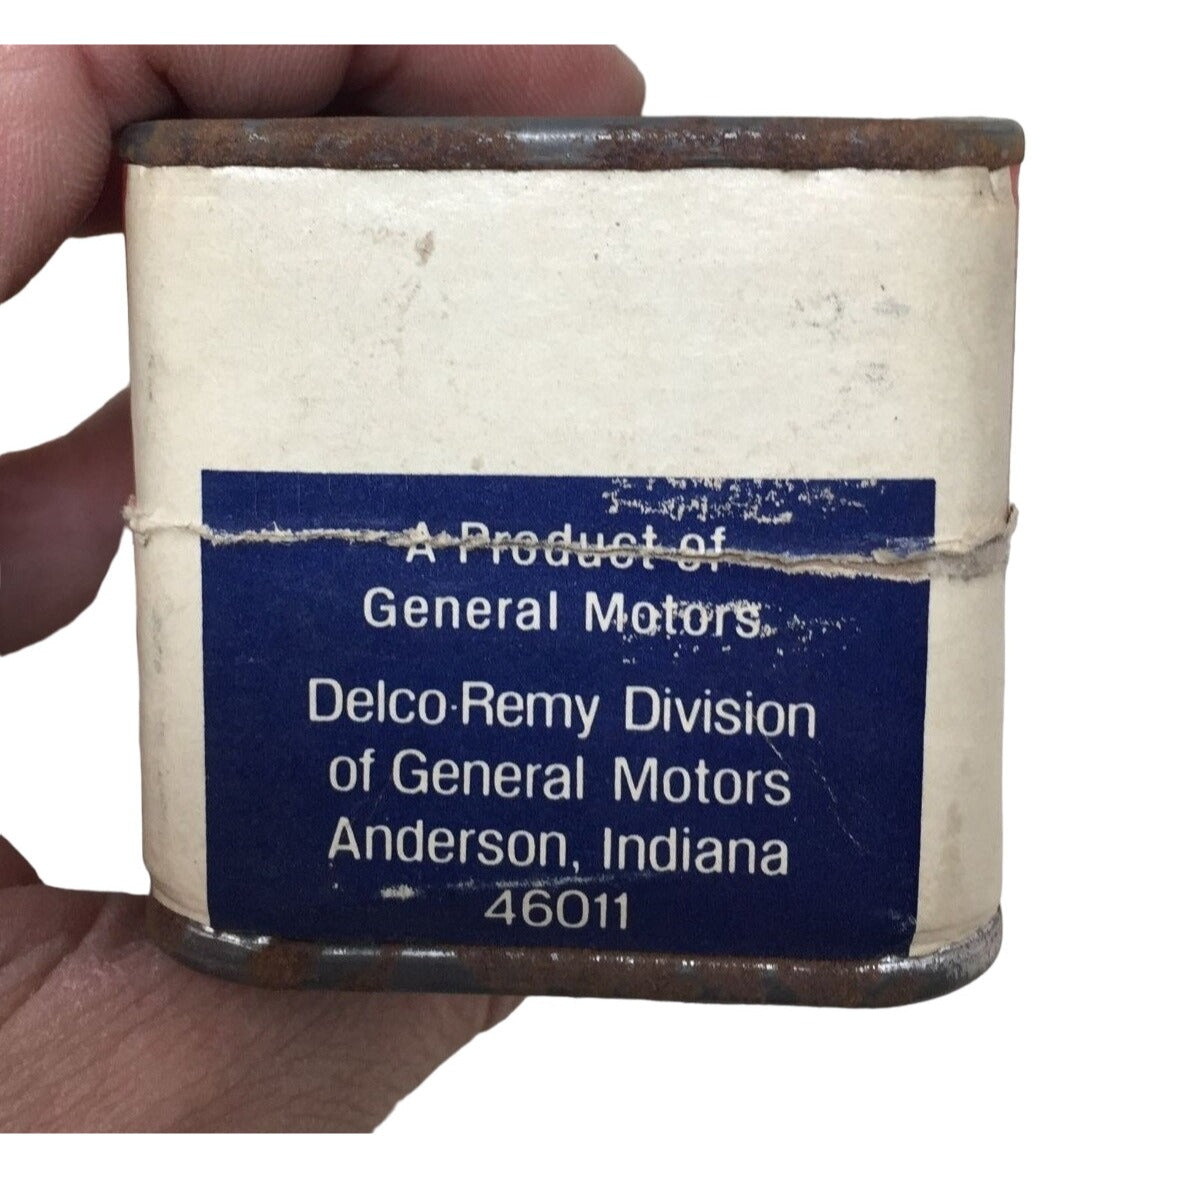 A Product of
General Motors
Delco-Remy Division
of General Motors
Anderson, Indiana
46011